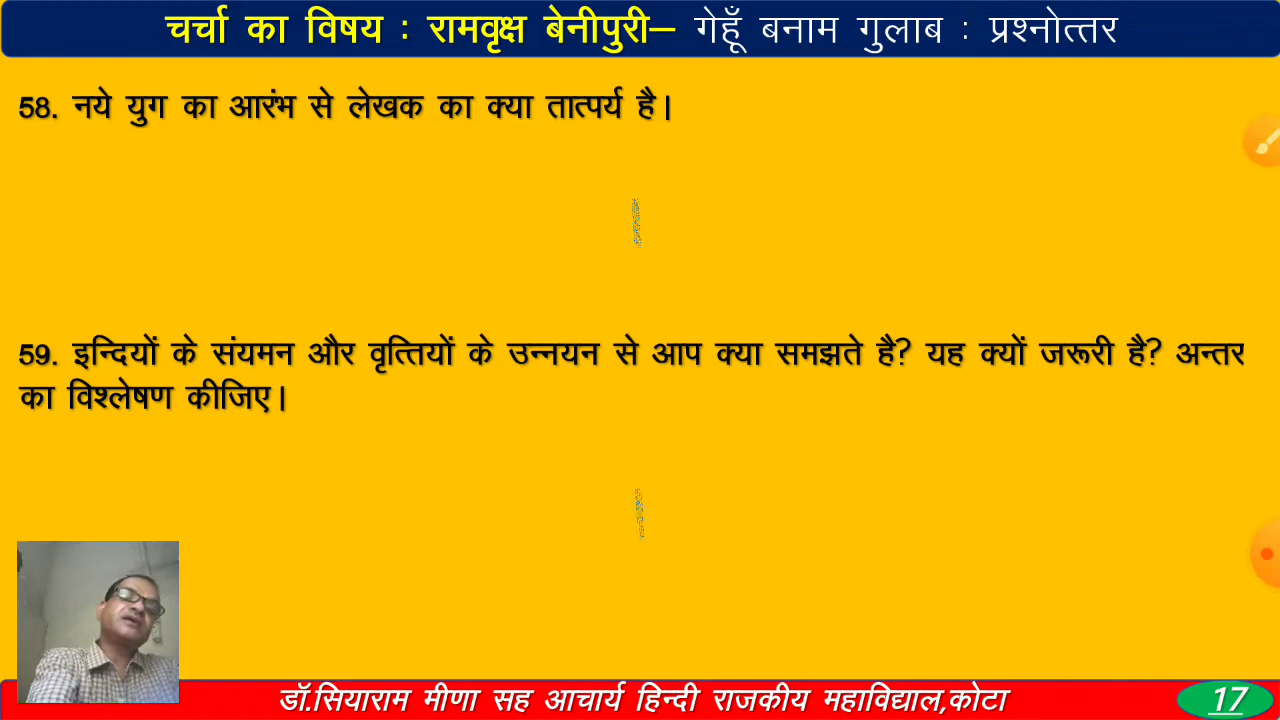 चर्चा का विषय : रामवृक्ष बेनीपुरी– गेहूँ बनाम गुलाब : प्रश्नोत्तर
58. नये युग का आरंभ से लेखक का क्या तात्पर्य है।
59. इन्दियों के संयमन और वृत्तियों के उन्नयन से आप क्या समझते है? यह क्यों जरूरी है? अन्तर
का विश्लेषण कीजिए।
डॉ.सियाराम मीणा सह आचार्य हिन्दी राजकीय महाविद्याल,कोटा
17